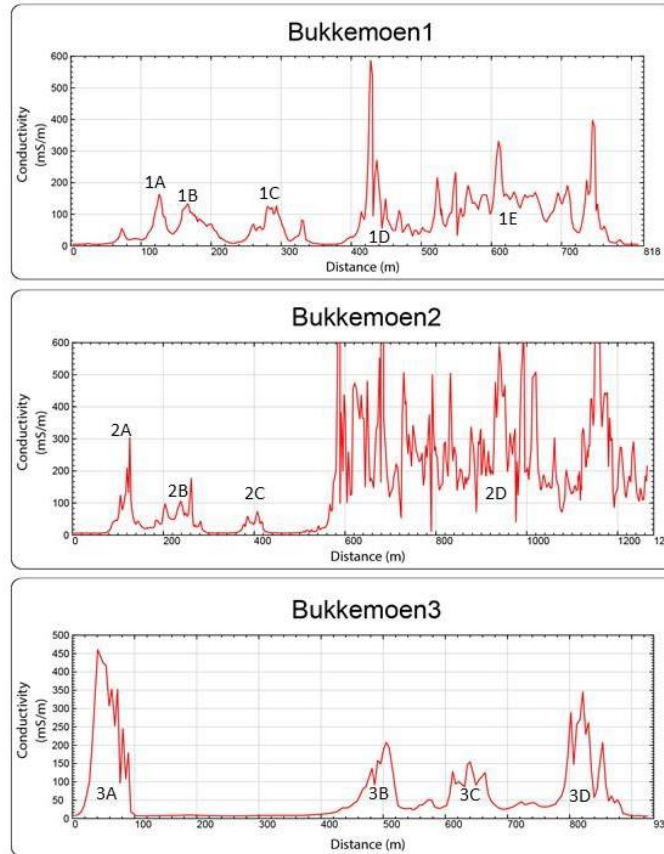 Bukkemoen1
Conductivity
(mS/m)
600
500
400
300
200
100
0
1A
1B
1C
1D
1E
0 100 200 300 400 500 600 700 818
Distance (m)
Bukkemoen2
Conductivity
(mS/m)
600
500
400
300
200
100
0
2A
2B
2C
2D
0 200 400 600 800 1000 1200 12
Distance (m)
Bukkemoen3
Conductivity
(mS/m)
500
450
400
350
300
250
200
150
100
50
0
3A
3B
3C
3D
0 100 200 300 400 500 600 700 800 93
Distance (m)